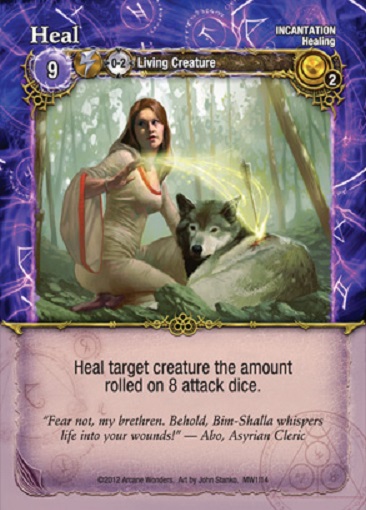 Heal
INCANTATION
Healing
9
0-2 Living Creature
2
Heal target creature the amount
rolled on 8 attack dice.
"Fear not, my brethren. Behold, Bim-Shalla whispers
life into your wounds!" — Abo, Asyrian Cleric
©2012 Arcane Wonders. Art by John Stanko.